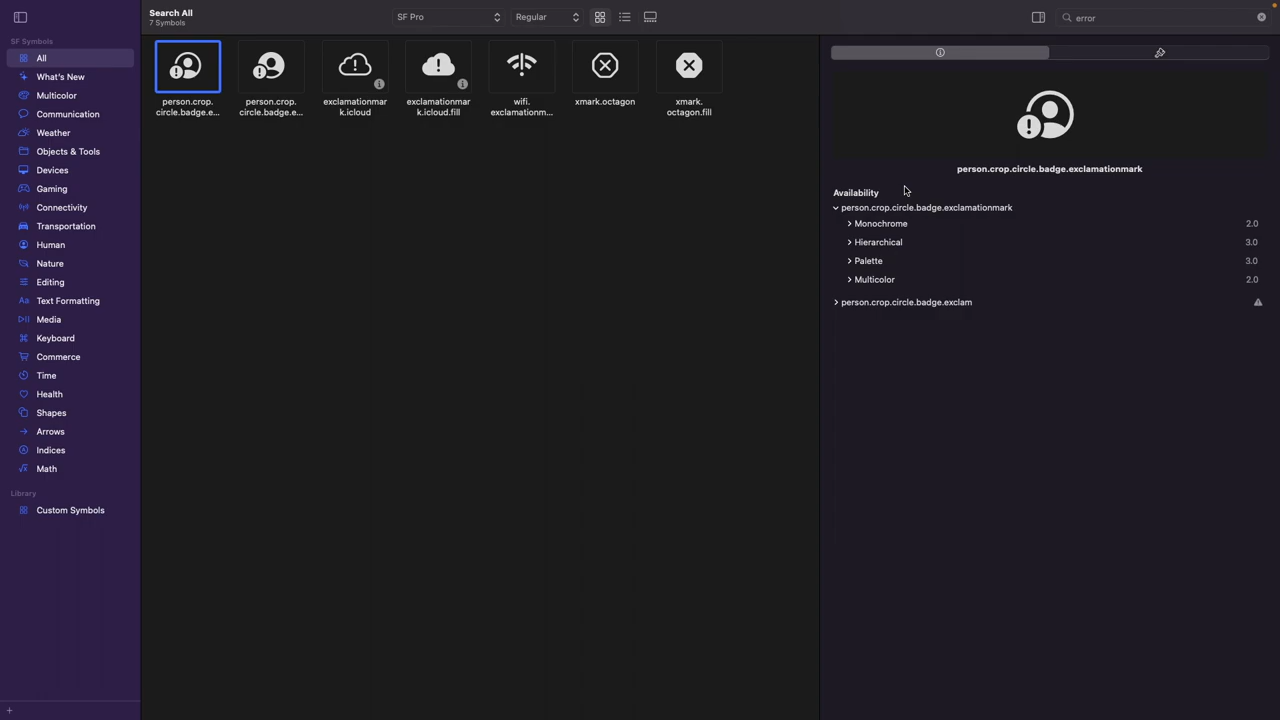 Search All
7 Symbols
SF Pro
Regular
error
SF Symbols
All
What's New
Multicolor
Communication
Weather
Objects & Tools
Devices
Gaming
Connectivity
Transportation
Human
Nature
Editing
Text Formatting
Media
Keyboard
Commerce
Time
Health
Shapes
Arrows
Indices
Math
Library
Custom Symbols
person.crop.
circle.badge.e...
person.crop.
circle.badge.e...
exclamationmar
k.icloud
exclamationmar
k.icloud.fill
wifi.
exclamationm...
xmark.octagon
xmark.
octagon.fill
person.crop.circle.badge.exclamationmark
Availability
person.crop.circle.badge.exclamationmark
Monochrome 2.0
Hierarchical 3.0
Palette 3.0
Multicolor 2.0
person.crop.circle.badge.exclam